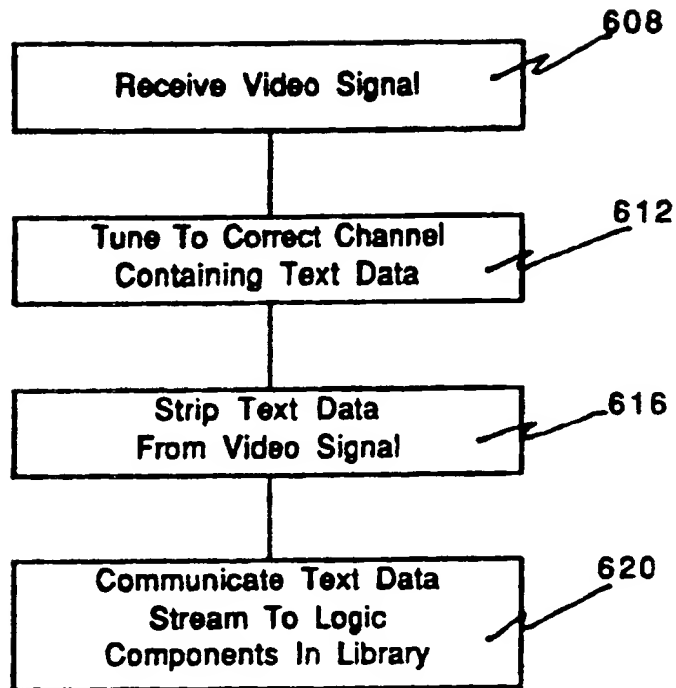 608
Receive Video Signal
612
Tune To Correct Channel
Containing Text Data
616
Strip Text Data
From Video Signal
620
Communicate Text Data
Stream To Logic
Components In Library